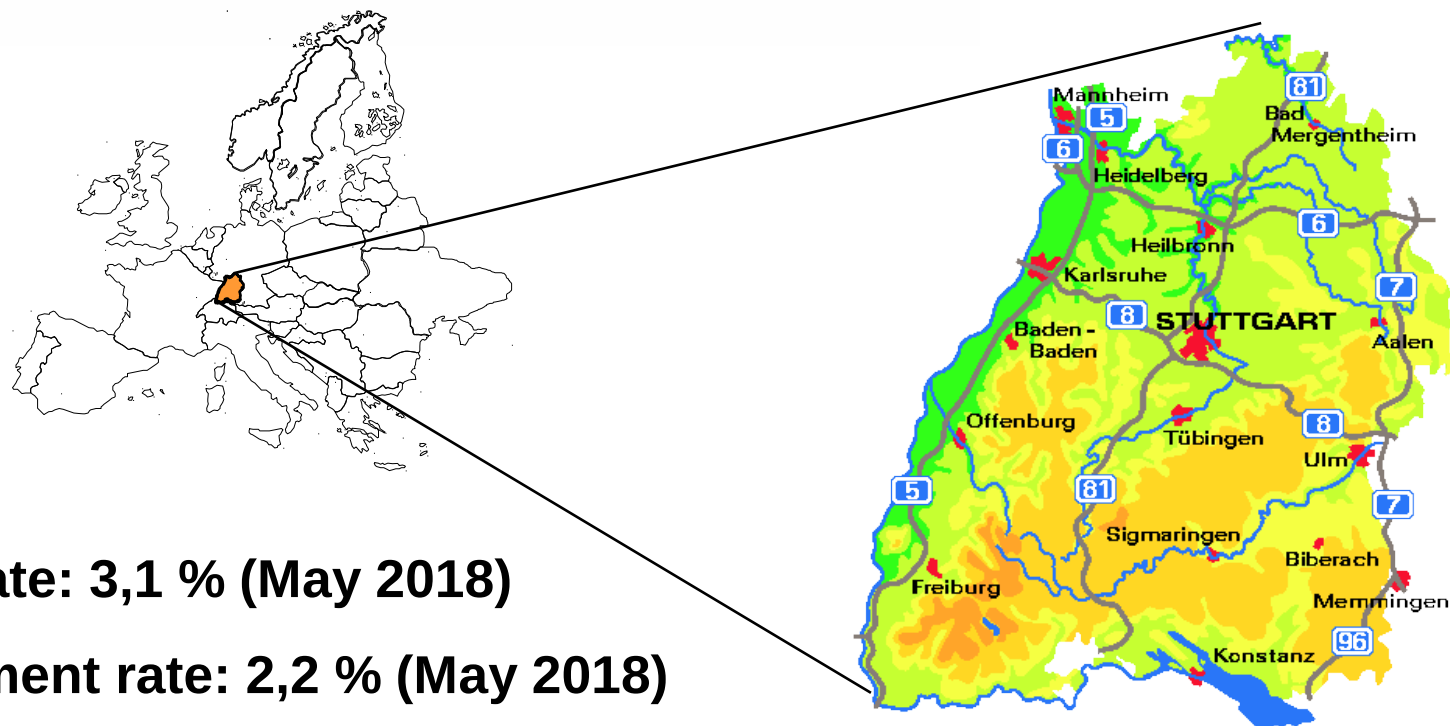 81
Mannheim
5
Bad
Mergentheim
6
Heidelberg
6
Heilbronn
Karlsruhe
7
8
STUTTGART
Baden-
Baden
Aalen
Offenburg
8
Tübingen
Ulm
5
81
7
Sigmaringen
Biberach
Freiburg
Memmingen
96
Konstanz
ate: 3,1 % (May 2018)
nent rate: 2,2 % (May 2018)